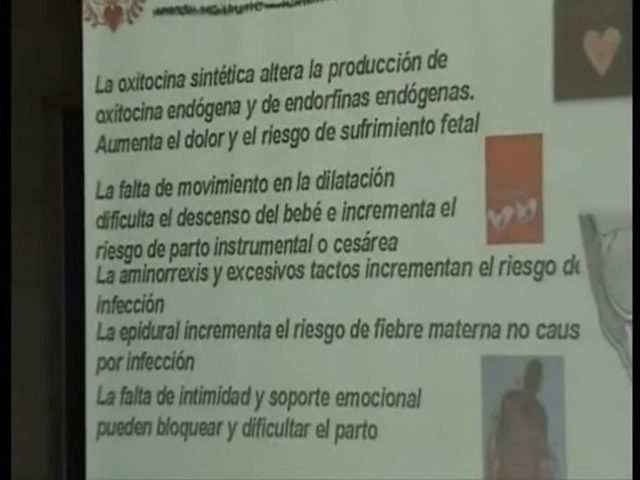 La oxitocina sintética altera la producción de
oxitocina endógena y de endorfinas endógenas.
Aumenta el dolor y el riesgo de sufrimiento fetal
La falta de movimiento en la dilatación
dificulta el descenso del bebé e incrementa el
riesgo de parto instrumental o cesárea
La aminorrexis y excesivos tactos incrementan el riesgo de
infección
La epidural incrementa el riesgo de fiebre materna no caus
por infección
La falta de intimidad y soporte emocional
pueden bloquear y dificultar el parto